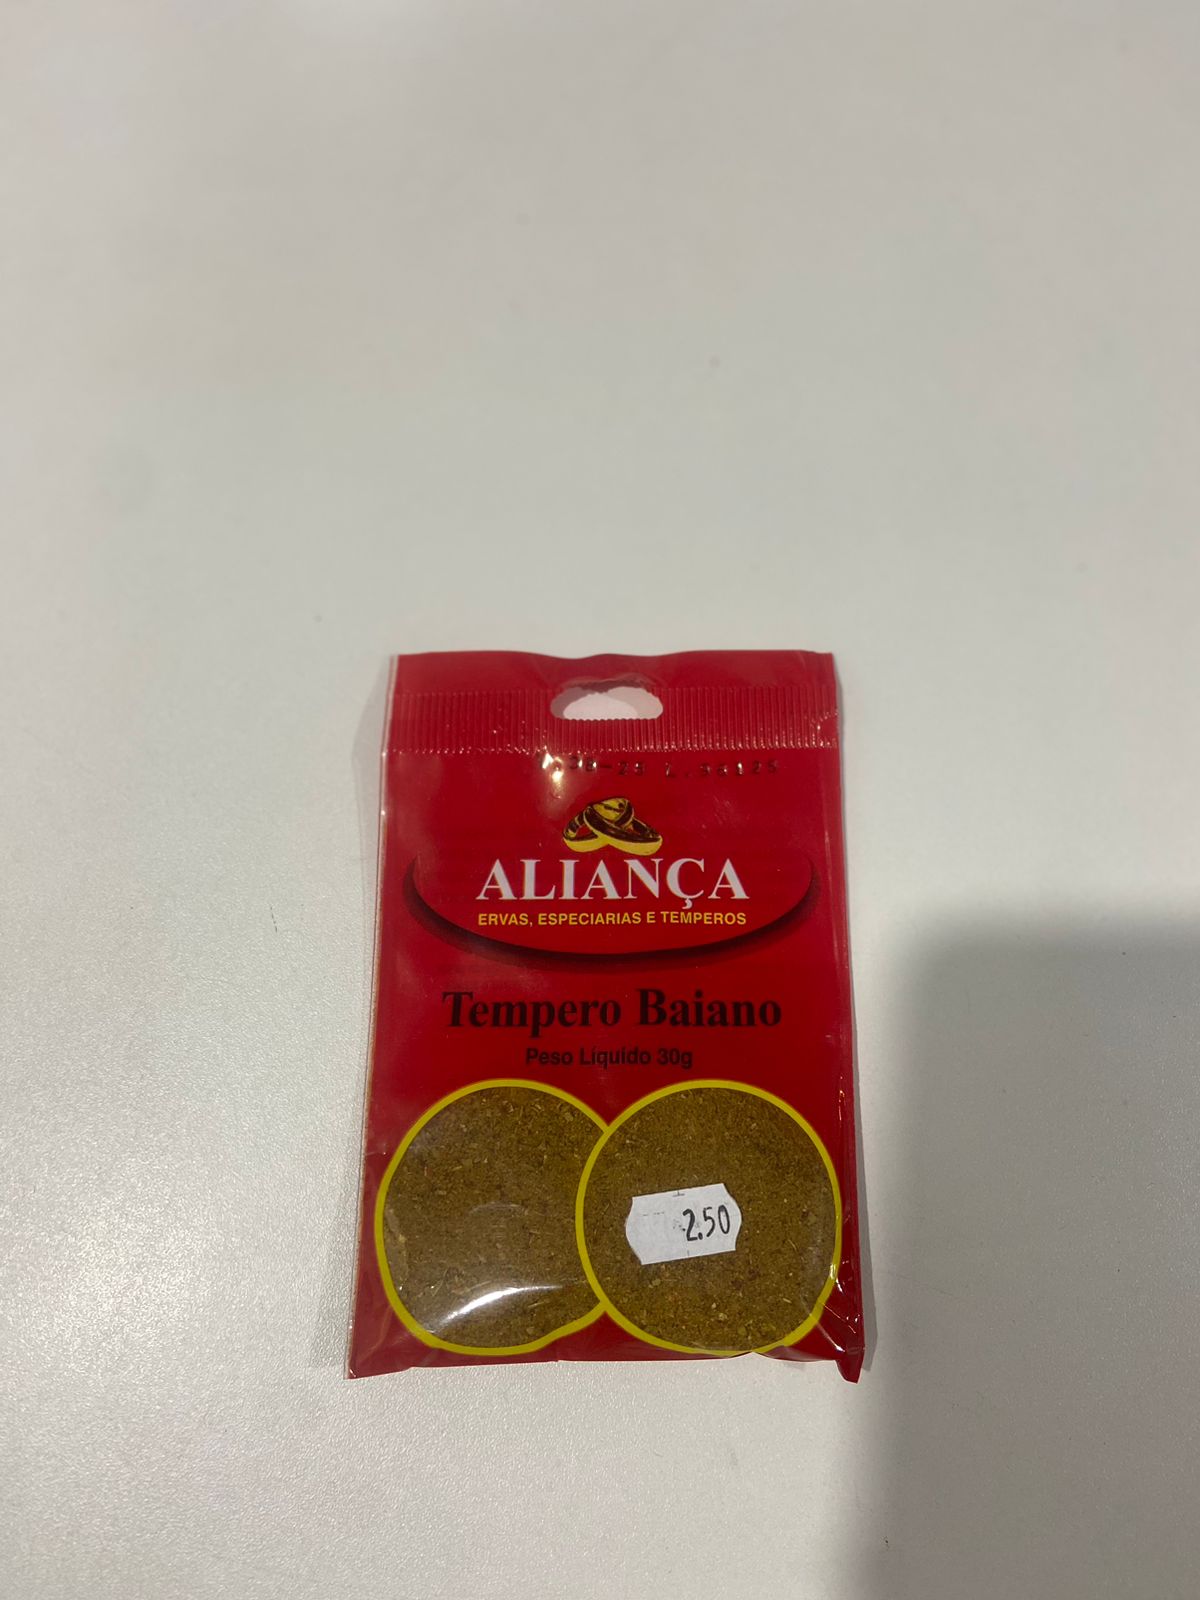 ALIANÇA
ERVAS, ESPECIARIAS E TEMPEROS
Tempero Baiano
Peso Líquido 30g
2.50